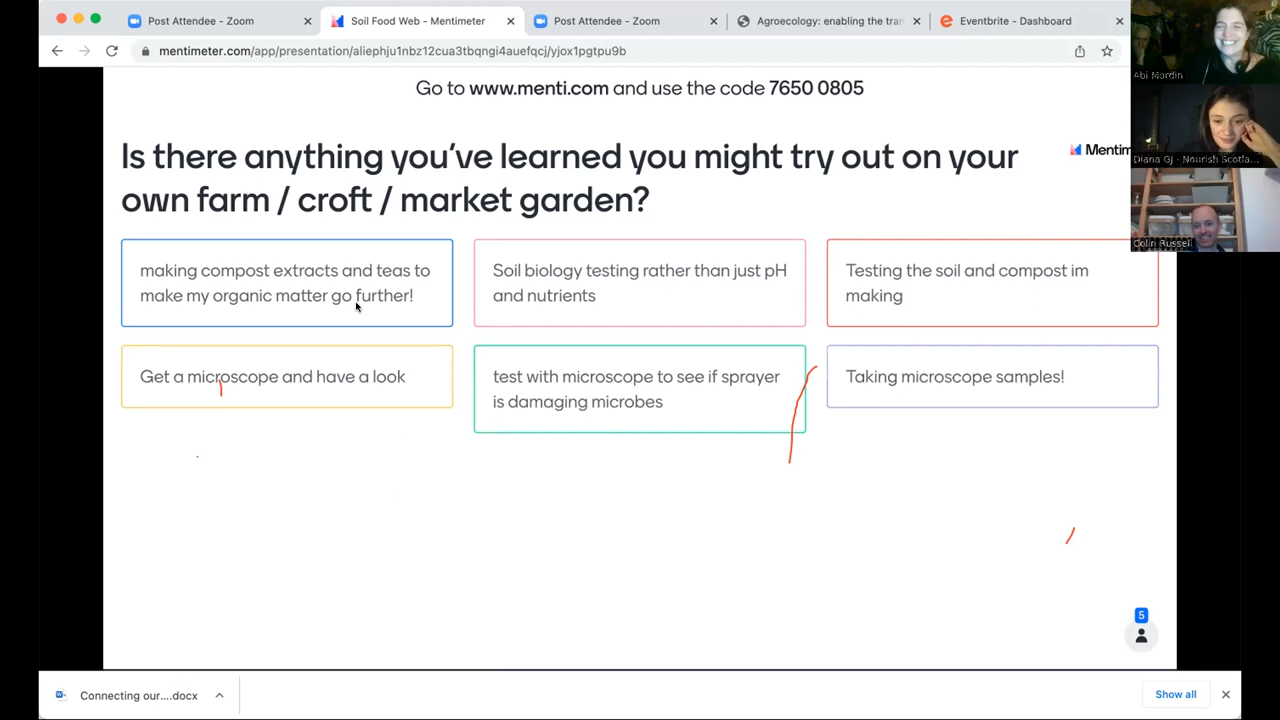 Post Attendee - Zoom
Soil Food Web - Mentimeter
Post Attendee - Zoom
Agroecology: enabling the tran
Eventbrite - Dashboard
mentimeter.com/app/presentation/aliephju1nbz12cua3tbqngi4auefqcj/yjox1pgtpu9b
Go to www.menti.com and use the code 7650 0805
Abi Mordin
Diana GJ - Nourish Scotla...
Colin Russell
Is there anything you've learned you might try out on your
own farm / croft / market garden?
Mentim
making compost extracts and teas to
make my organic matter go further!
Soil biology testing rather than just pH
and nutrients
Testing the soil and compost im
making
Get a microscope and have a look
test with microscope to see if sprayer
is damaging microbes
Taking microscope samples!
5
Connecting our....docx
Show all